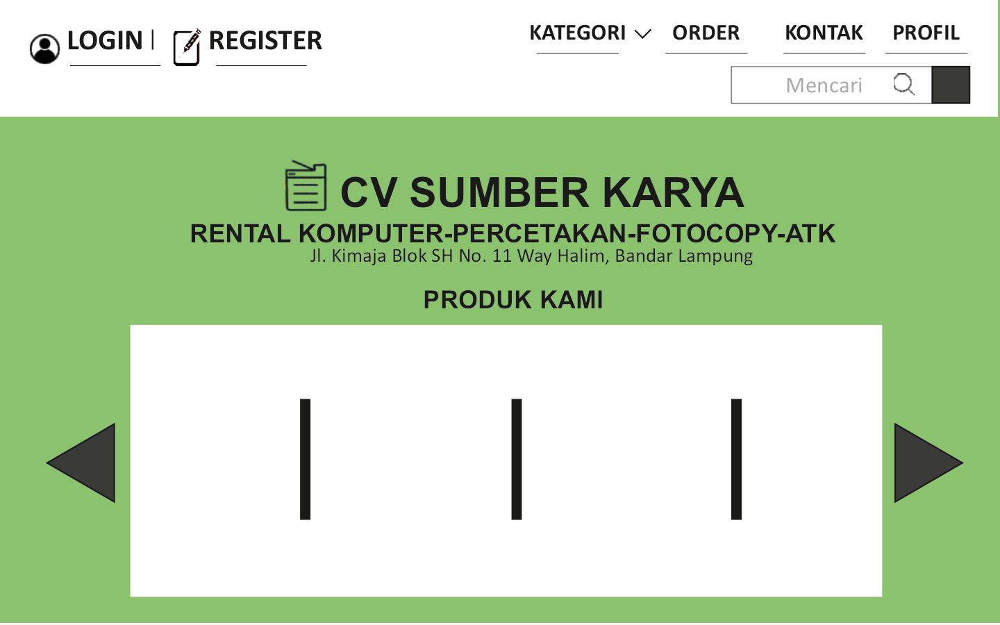 LOGIN | REGISTER
KATEGORI ORDER KONTAK PROFIL
Mencari
CV SUMBER KARYA
RENTAL KOMPUTER-PERCETAKAN-FOTOCOPY-ATK
Jl. Kimaja Blok SH No. 11 Way Halim, Bandar Lampung
PRODUK KAMI